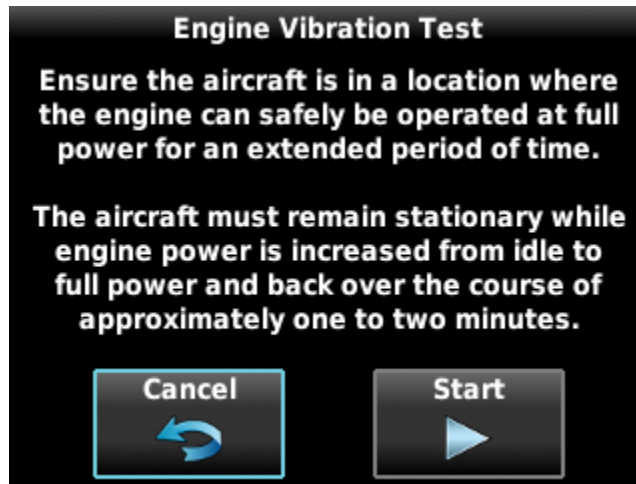 Engine Vibration Test
Ensure the aircraft is in a location where
the engine can safely be operated at full
power for an extended period of time.
The aircraft must remain stationary while
engine power is increased from idle to
full power and back over the course of
approximately one to two minutes.
Cancel
Start